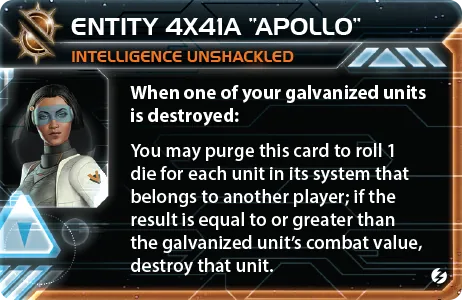 ENTITY 4X41A "APOLLO"
INTELLIGENCE UNSHACKLED
When one of your galvanized units
is destroyed:
You may purge this card to roll 1
die for each unit in its system that
belongs to another player; if the
result is equal to or greater than
the galvanized unit's combat value,
destroy that unit.